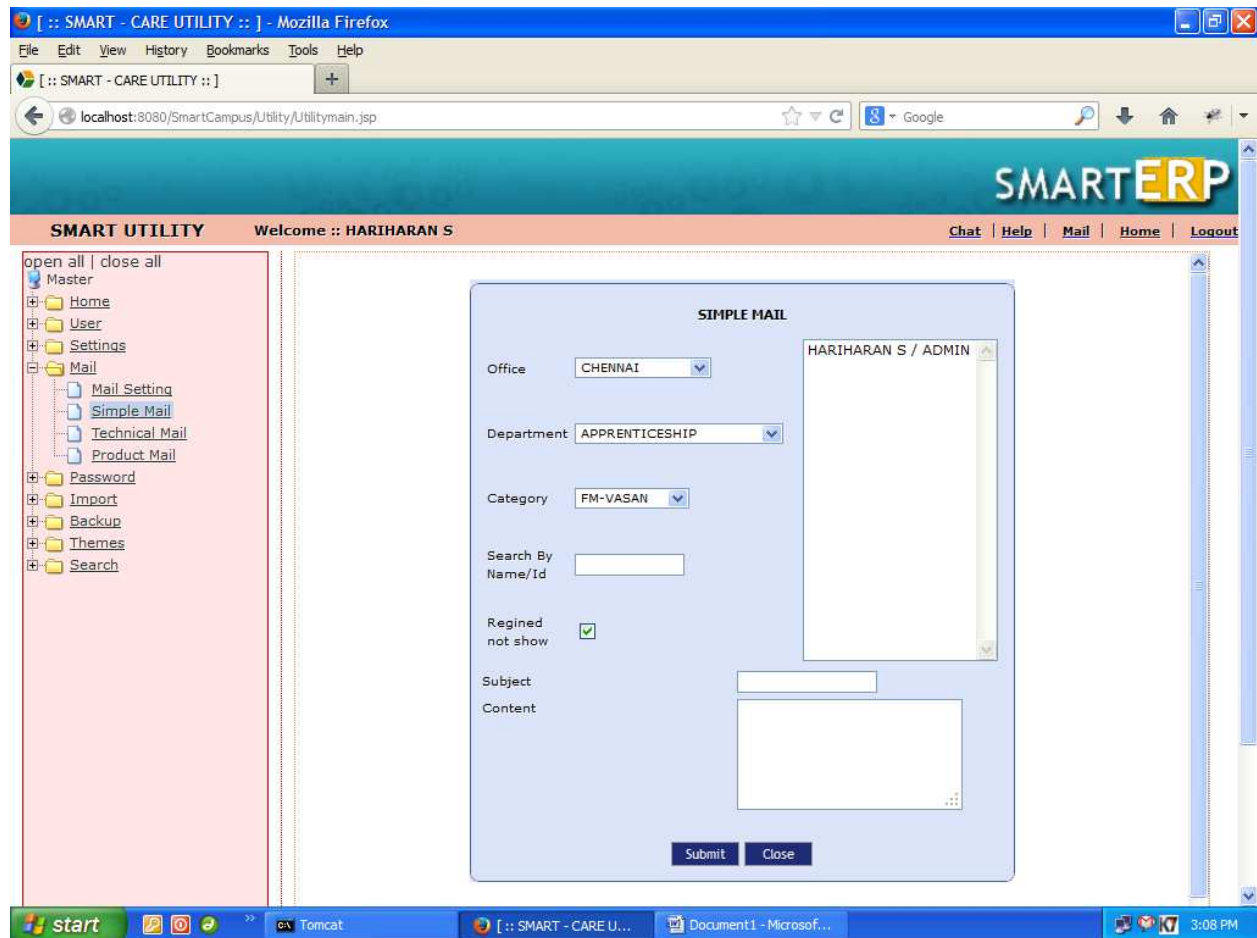 [ :: SMART - CARE UTILITY :: ] - Mozilla Firefox
File Edit View History Bookmarks Tools Help
[ :: SMART - CARE UTILITY :: ]
localhost:8080/SmartCampus/Utility/Utilitymain.jsp
Google
SMART ERP
SMART UTILITY Welcome :: HARIHARAN S Chat | Help | Mail | Home | Logout
open all | close all
Master
Home
User
Settings
Mail
Mail Setting
Simple Mail
Technical Mail
Product Mail
Password
Import
Backup
Themes
Search
SIMPLE MAIL
HARIHARAN S / ADMIN
Office CHENNAI
Department APPRENTICESHIP
Category FM-VASAN
Search By
Name/Id
Regined
not show
Subject
Content
Submit Close
start Tomcat [ :: SMART - CARE U... Document1 - Microsof... 3:08 PM